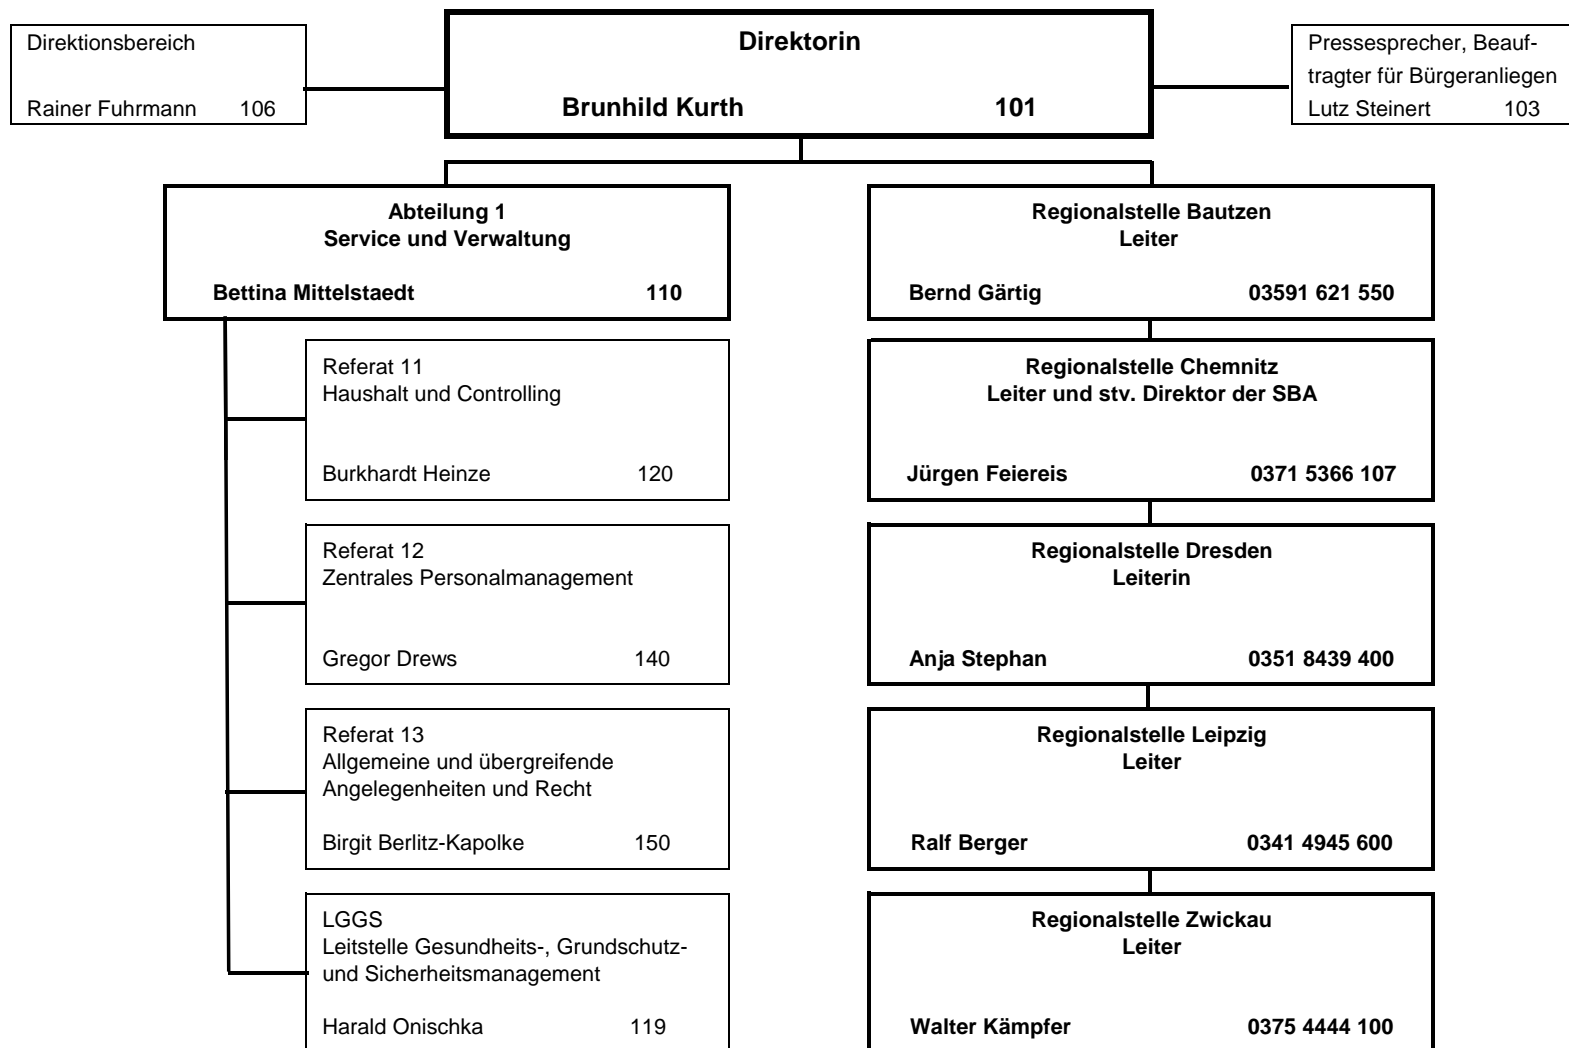 Direktionsbereich
Rainer Fuhrmann 106
Direktorin
Brunhild Kurth 101
Pressesprecher, Beauf-
tragter für Bürgeranliegen
Lutz Steinert 103
Abteilung 1
Service und Verwaltung
Bettina Mittelstaedt 110
Referat 11
Haushalt und Controlling
Burkhardt Heinze 120
Referat 12
Zentrales Personalmanagement
Gregor Drews 140
Referat 13
Allgemeine und übergreifende
Angelegenheiten und Recht
Birgit Berlitz-Kapolke 150
LGGS
Leitstelle Gesundheits-, Grundschutz-
und Sicherheitsmanagement
Harald Onischka 119
Regionalstelle Bautzen
Leiter
Bernd Gärtig 03591 621 550
Regionalstelle Chemnitz
Leiter und stv. Direktor der SBA
Jürgen Feiereis 0371 5366 107
Regionalstelle Dresden
Leiterin
Anja Stephan 0351 8439 400
Regionalstelle Leipzig
Leiter
Ralf Berger 0341 4945 600
Regionalstelle Zwickau
Leiter
Walter Kämpfer 0375 4444 100